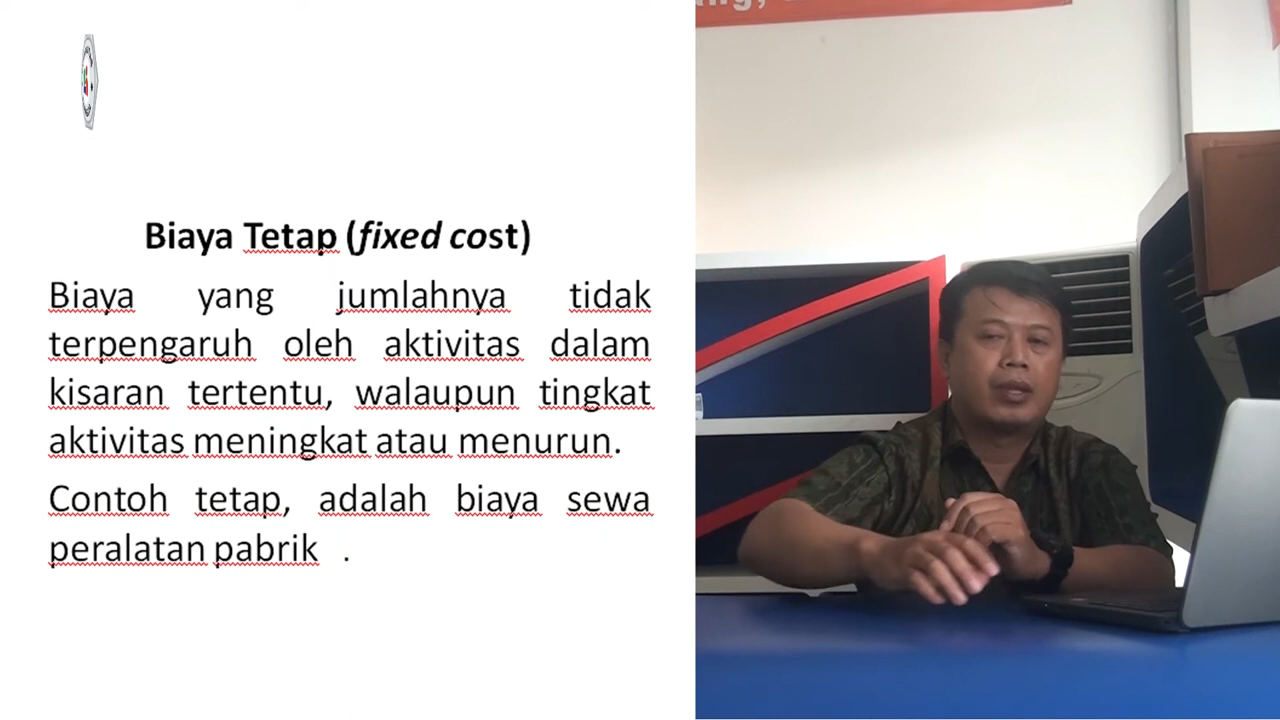 Biaya Tetap (fixed cost)
Biaya yang jumlahnya tidak
terpengaruh oleh aktivitas dalam
kisaran tertentu, walaupun tingkat
aktivitas meningkat atau menurun.
Contoh tetap, adalah biaya sewa
peralatan pabrik .